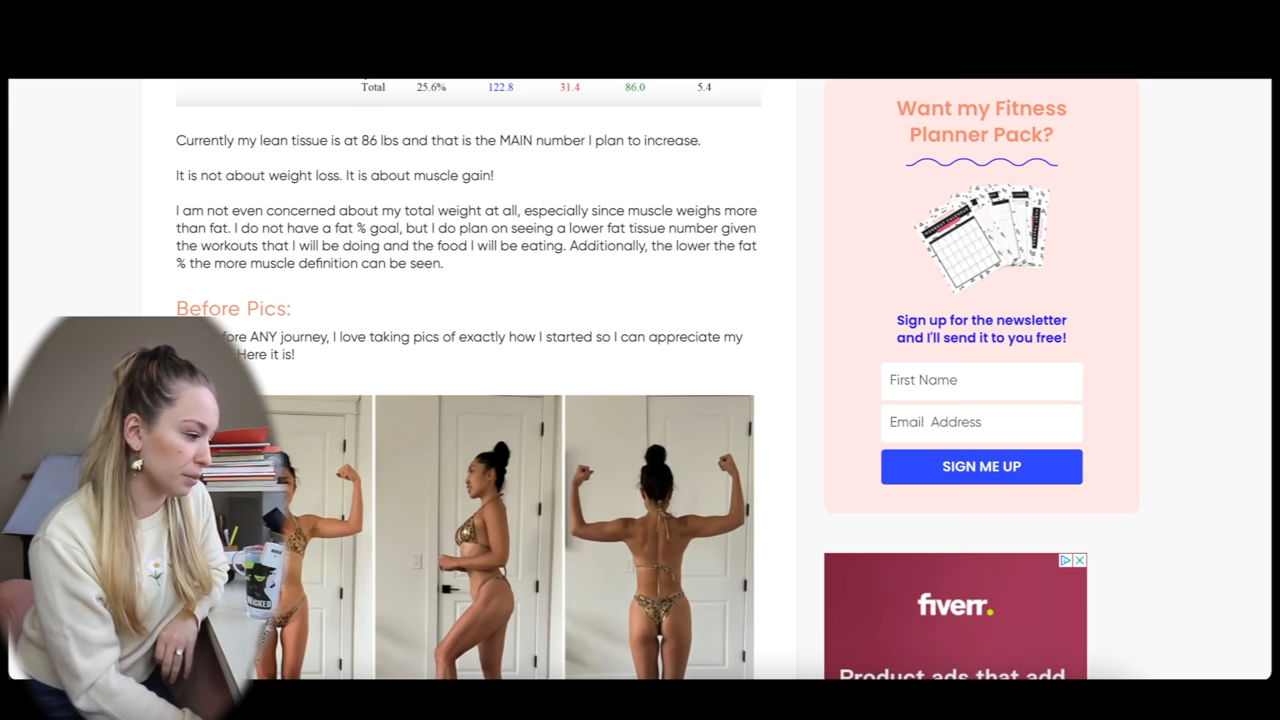 Total 25.6% 122.8 31.4 86.0 5.4
Currently my lean tissue is at 86 lbs and that is the MAIN number I plan to increase.
It is not about weight loss. It is about muscle gain!
I am not even concerned about my total weight at all, especially since muscle weighs more
than fat. I do not have a fat % goal, but I do plan on seeing a lower fat tissue number given
the workouts that I will be doing and the food I will be eating. Additionally, the lower the fat
% the more muscle definition can be seen.
Before Pics:
ore ANY journey, I love taking pics of exactly how I started so I can appreciate my
Here it is!
Want my Fitness
Planner Pack?
Sign up for the newsletter
and I'll send it to you free!
First Name
Email Address
SIGN ME UP
fiverr.
Product ads that add
WICKED